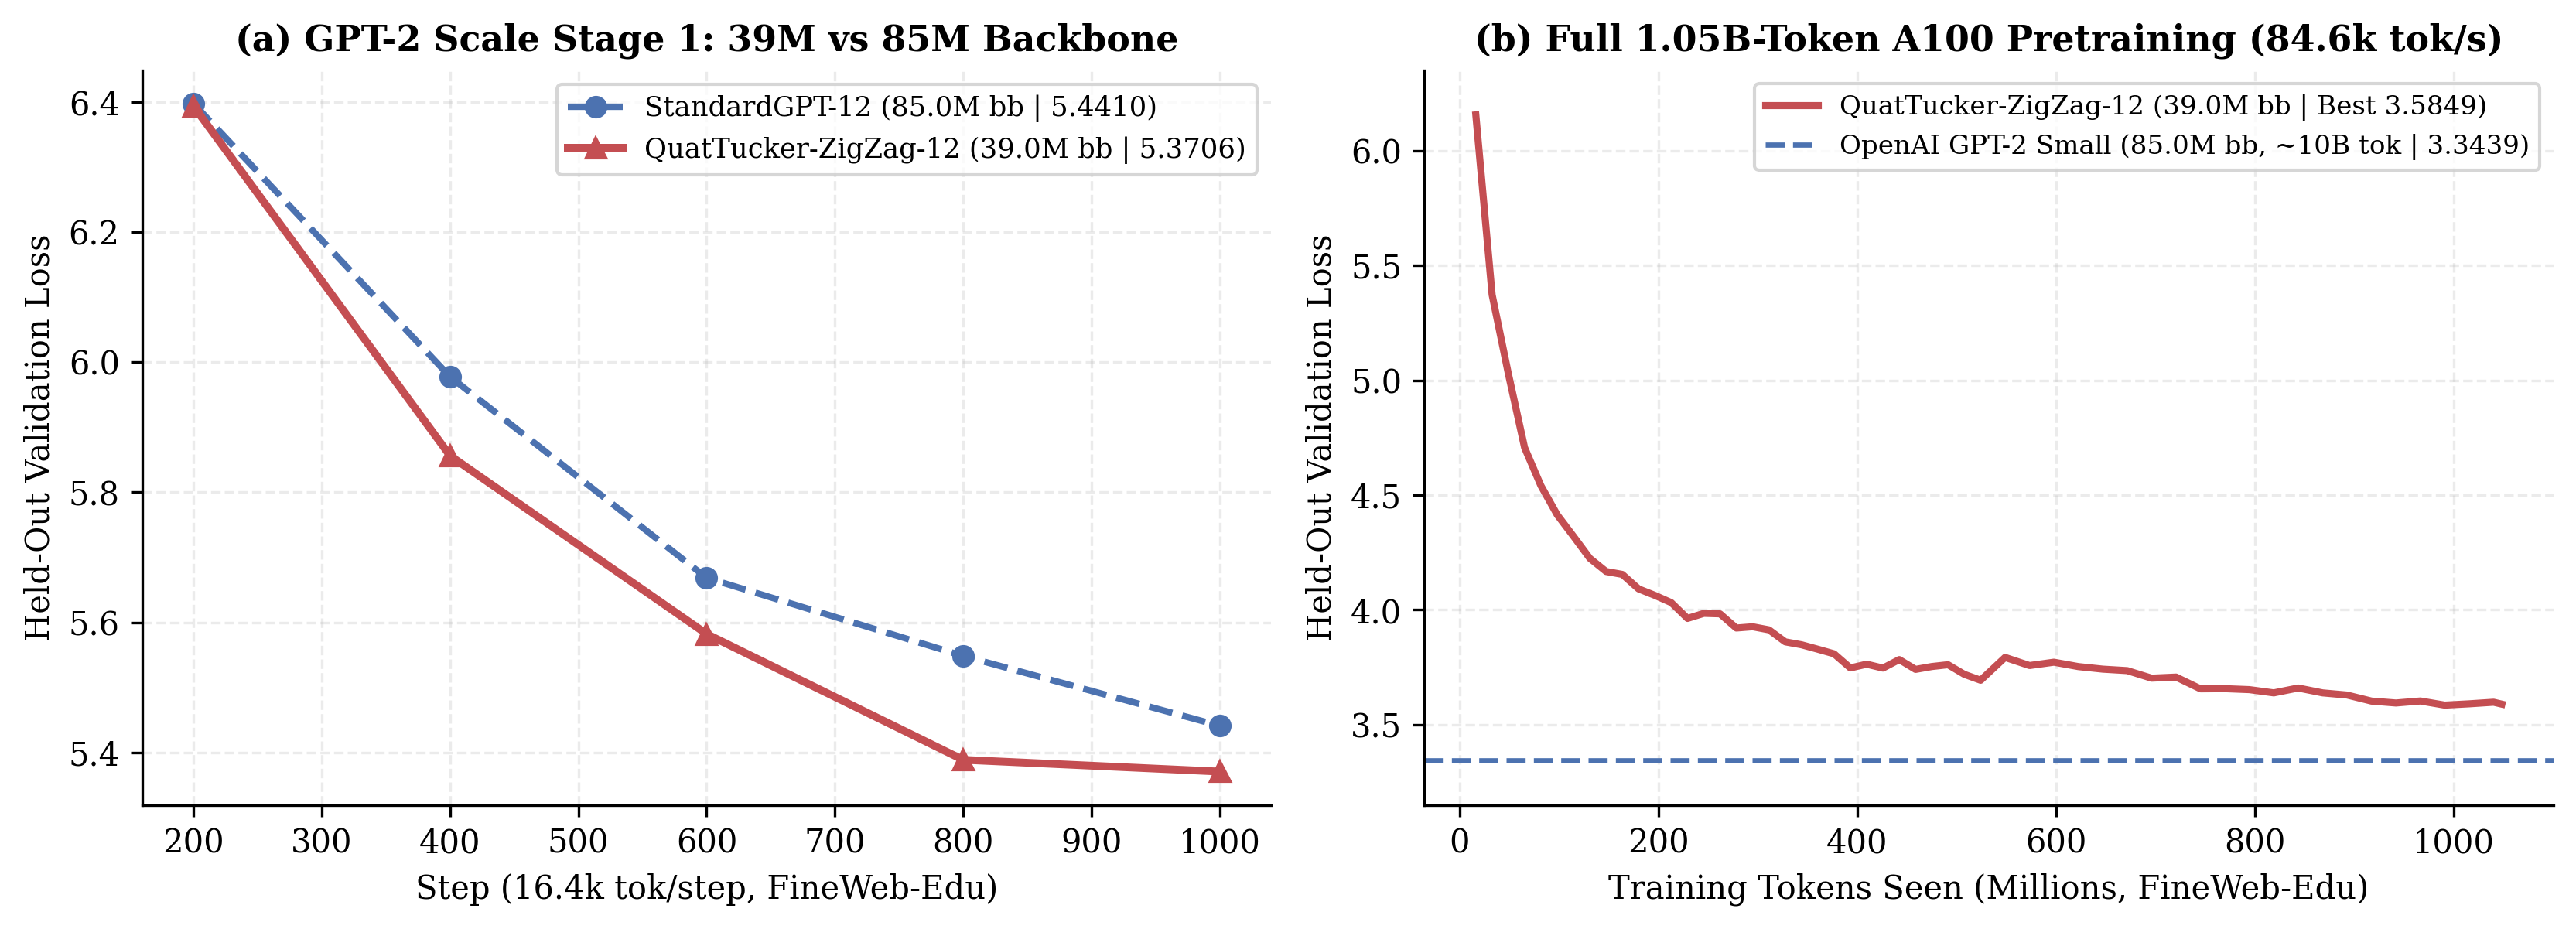 (a) GPT-2 Scale Stage 1: 39M vs 85M Backbone
StandardGPT-12 (85.0M bb | 5.4410)
QuatTucker-ZigZag-12 (39.0M bb | 5.3706)
Held-Out Validation Loss
6.4
6.2
6.0
5.8
5.6
5.4
200
300
400
500
600
700
800
900
1000
Step (16.4k tok/step, FineWeb-Edu)
(b) Full 1.05B-Token A100 Pretraining (84.6k tok/s)
QuatTucker-ZigZag-12 (39.0M bb | Best 3.5849)
OpenAI GPT-2 Small (85.0M bb, ~10B tok | 3.3439)
Held-Out Validation Loss
6.0
5.5
5.0
4.5
4.0
3.5
0
200
400
600
800
1000
Training Tokens Seen (Millions, FineWeb-Edu)